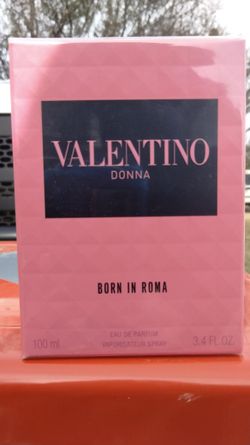 VALENTINO
DONNA
BORN IN ROMA
EAU DE PARFUM
VAPORISATEUR SPRAY
100 ml 3.4 FL.OZ.